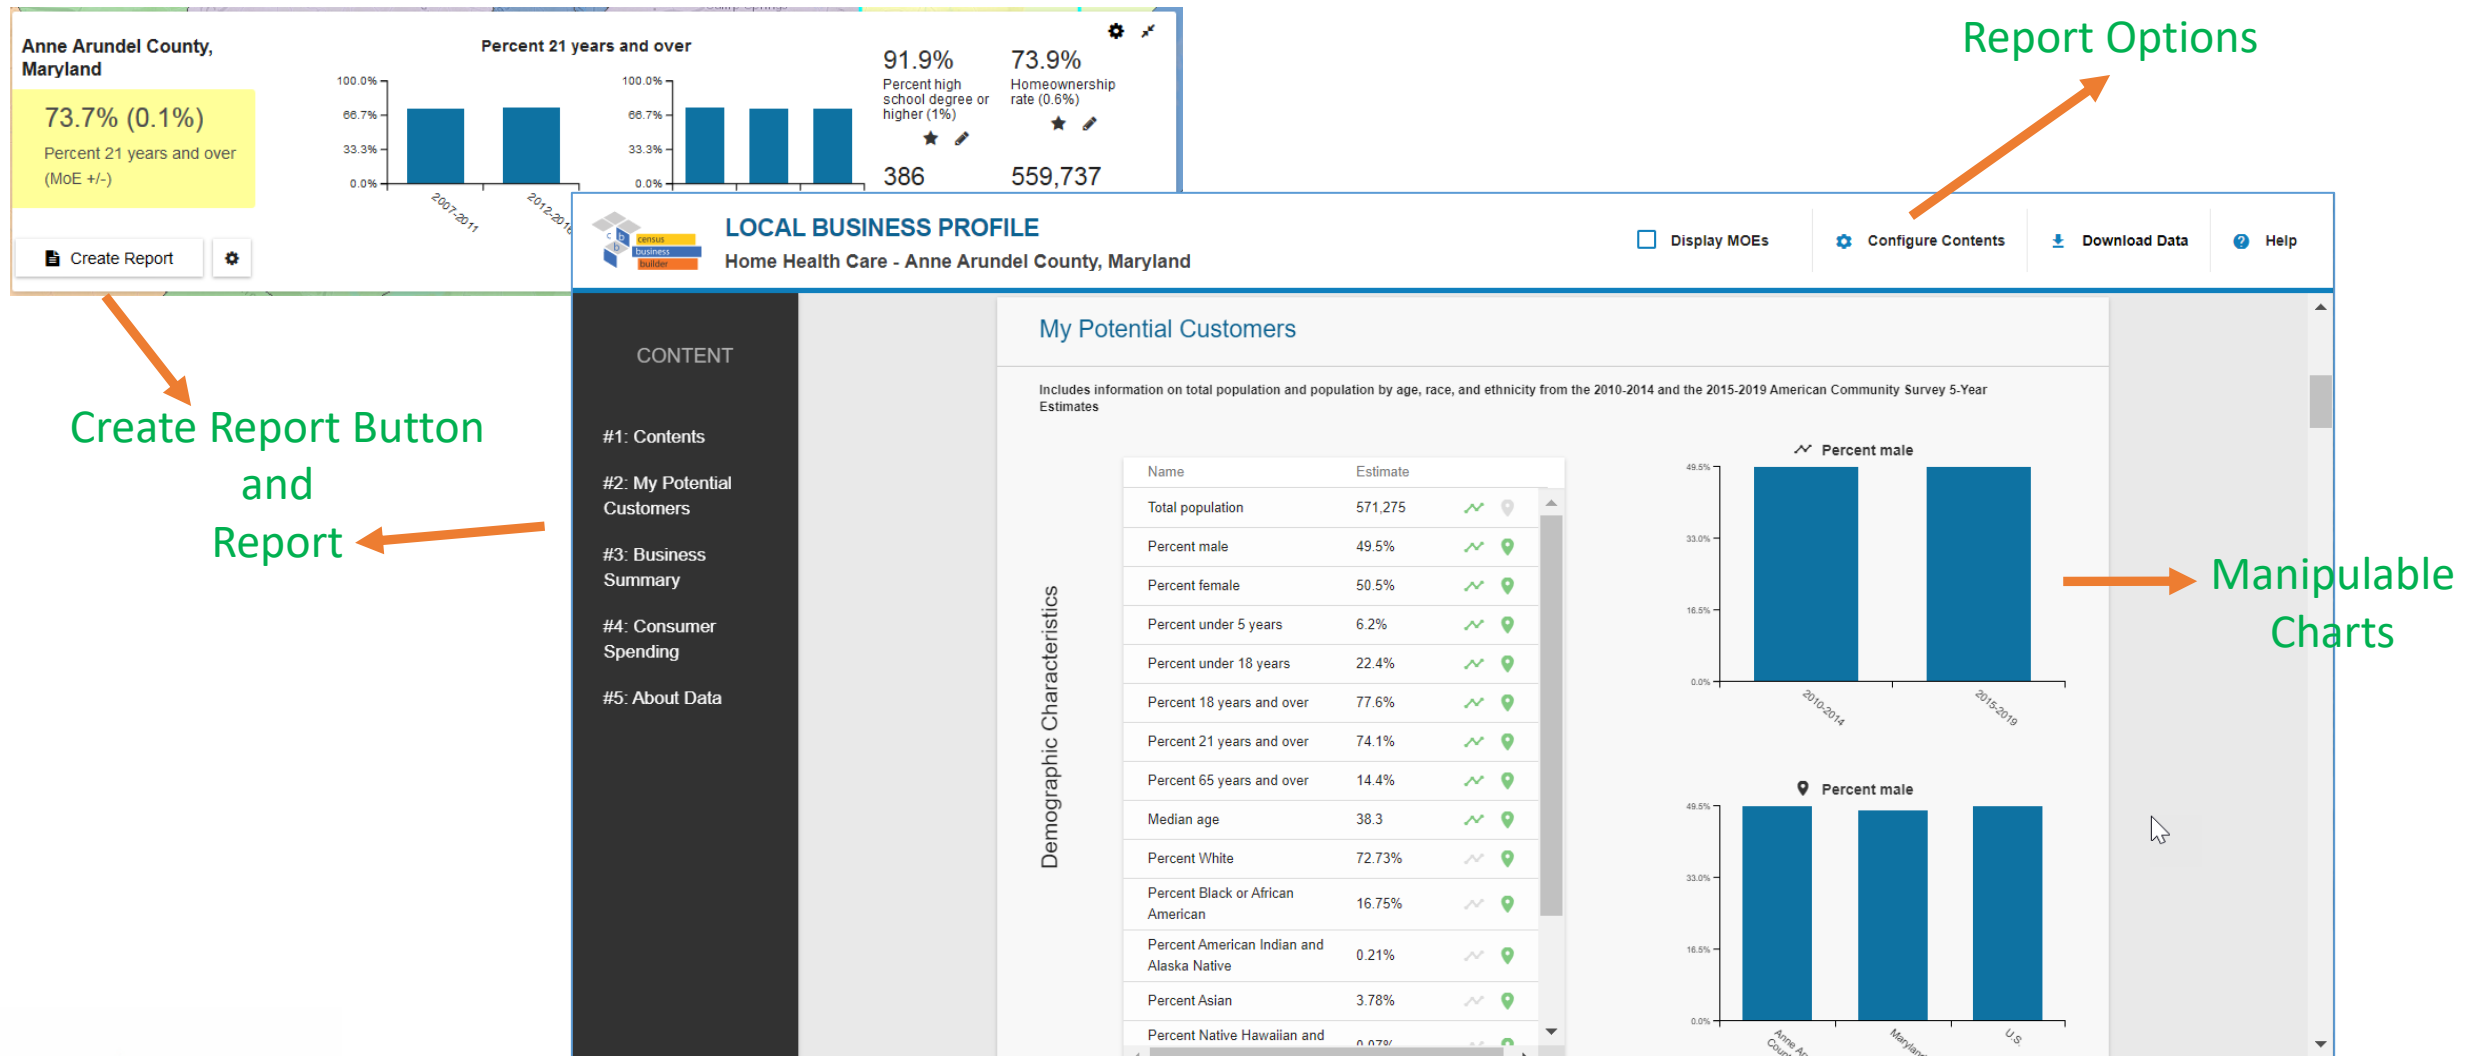 Anne Arundel County,
Maryland
73.7% (0.1%)
Percent 21 years and over
(MoE +/-)
Create Report
Percent 21 years and over
100.0%
66.7%
33.3%
0.0%
2007-2011
2012-2016
100.0%
66.7%
33.3%
0.0%
91.9%
Percent high
school degree or
higher (1%)
73.9%
Homeownership
rate (0.6%)
386
559,737
Report Options
Create Report Button
and
Report
Manipulable
Charts
c b census
b business
builder
LOCAL BUSINESS PROFILE
Home Health Care - Anne Arundel County, Maryland
Display MOEs
Configure Contents
Download Data
Help
CONTENT
#1: Contents
#2: My Potential
Customers
#3: Business
Summary
#4: Consumer
Spending
#5: About Data
My Potential Customers
Includes information on total population and population by age, race, and ethnicity from the 2010-2014 and the 2015-2019 American Community Survey 5-Year
Estimates
Demographic Characteristics
Name Estimate
Total population 571,275
Percent male 49.5%
Percent female 50.5%
Percent under 5 years 6.2%
Percent under 18 years 22.4%
Percent 18 years and over 77.6%
Percent 21 years and over 74.1%
Percent 65 years and over 14.4%
Median age 38.3
Percent White 72.73%
Percent Black or African
American 16.75%
Percent American Indian and
Alaska Native 0.21%
Percent Asian 3.78%
Percent Native Hawaiian and
Percent male
49.5%
33.0%
16.5%
0.0%
2010-2014
2015-2019
Percent male
49.5%
33.0%
16.5%
0.0%
Anne
Maryland
U.S.